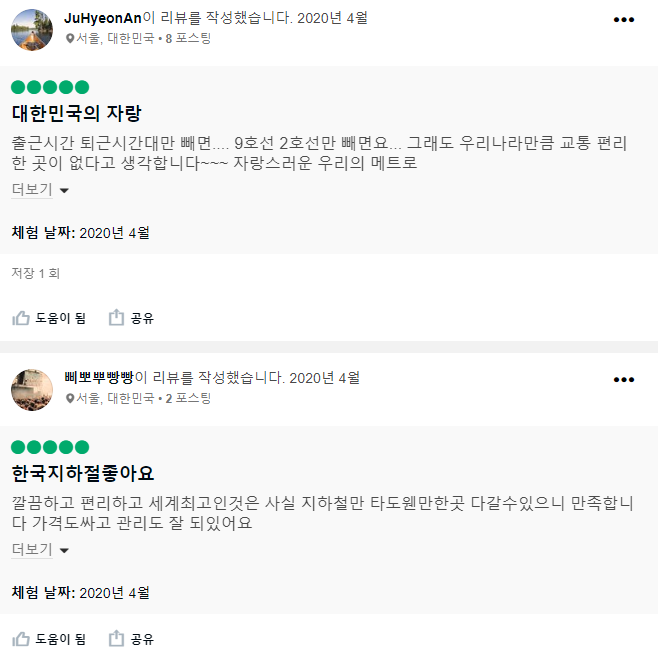 JuHyeonAn이 리뷰를 작성했습니다. 2020년 4월
서울, 대한민국 • 8 포스팅
대한민국의 자랑
출근시간 퇴근시간대만 빼면.... 9호선 2호선만 빼면요... 그래도 우리나라만큼 교통 편리
한 곳이 없다고 생각합니다~~~ 자랑스러운 우리의 메트로
더보기
체험 날짜: 2020년 4월
저장 1 회
도움이 됨 공유
삐뽀뿌빵빵이 리뷰를 작성했습니다. 2020년 4월
서울, 대한민국 • 2 포스팅
한국지하절좋아요
깔끔하고 편리하고 세계최고인것은 사실 지하철만 타도웬만한곳 다갈수있으니 만족합니
다 가격도싸고 관리도 잘 되있어요
더보기
체험 날짜: 2020년 4월
도움이 됨 공유